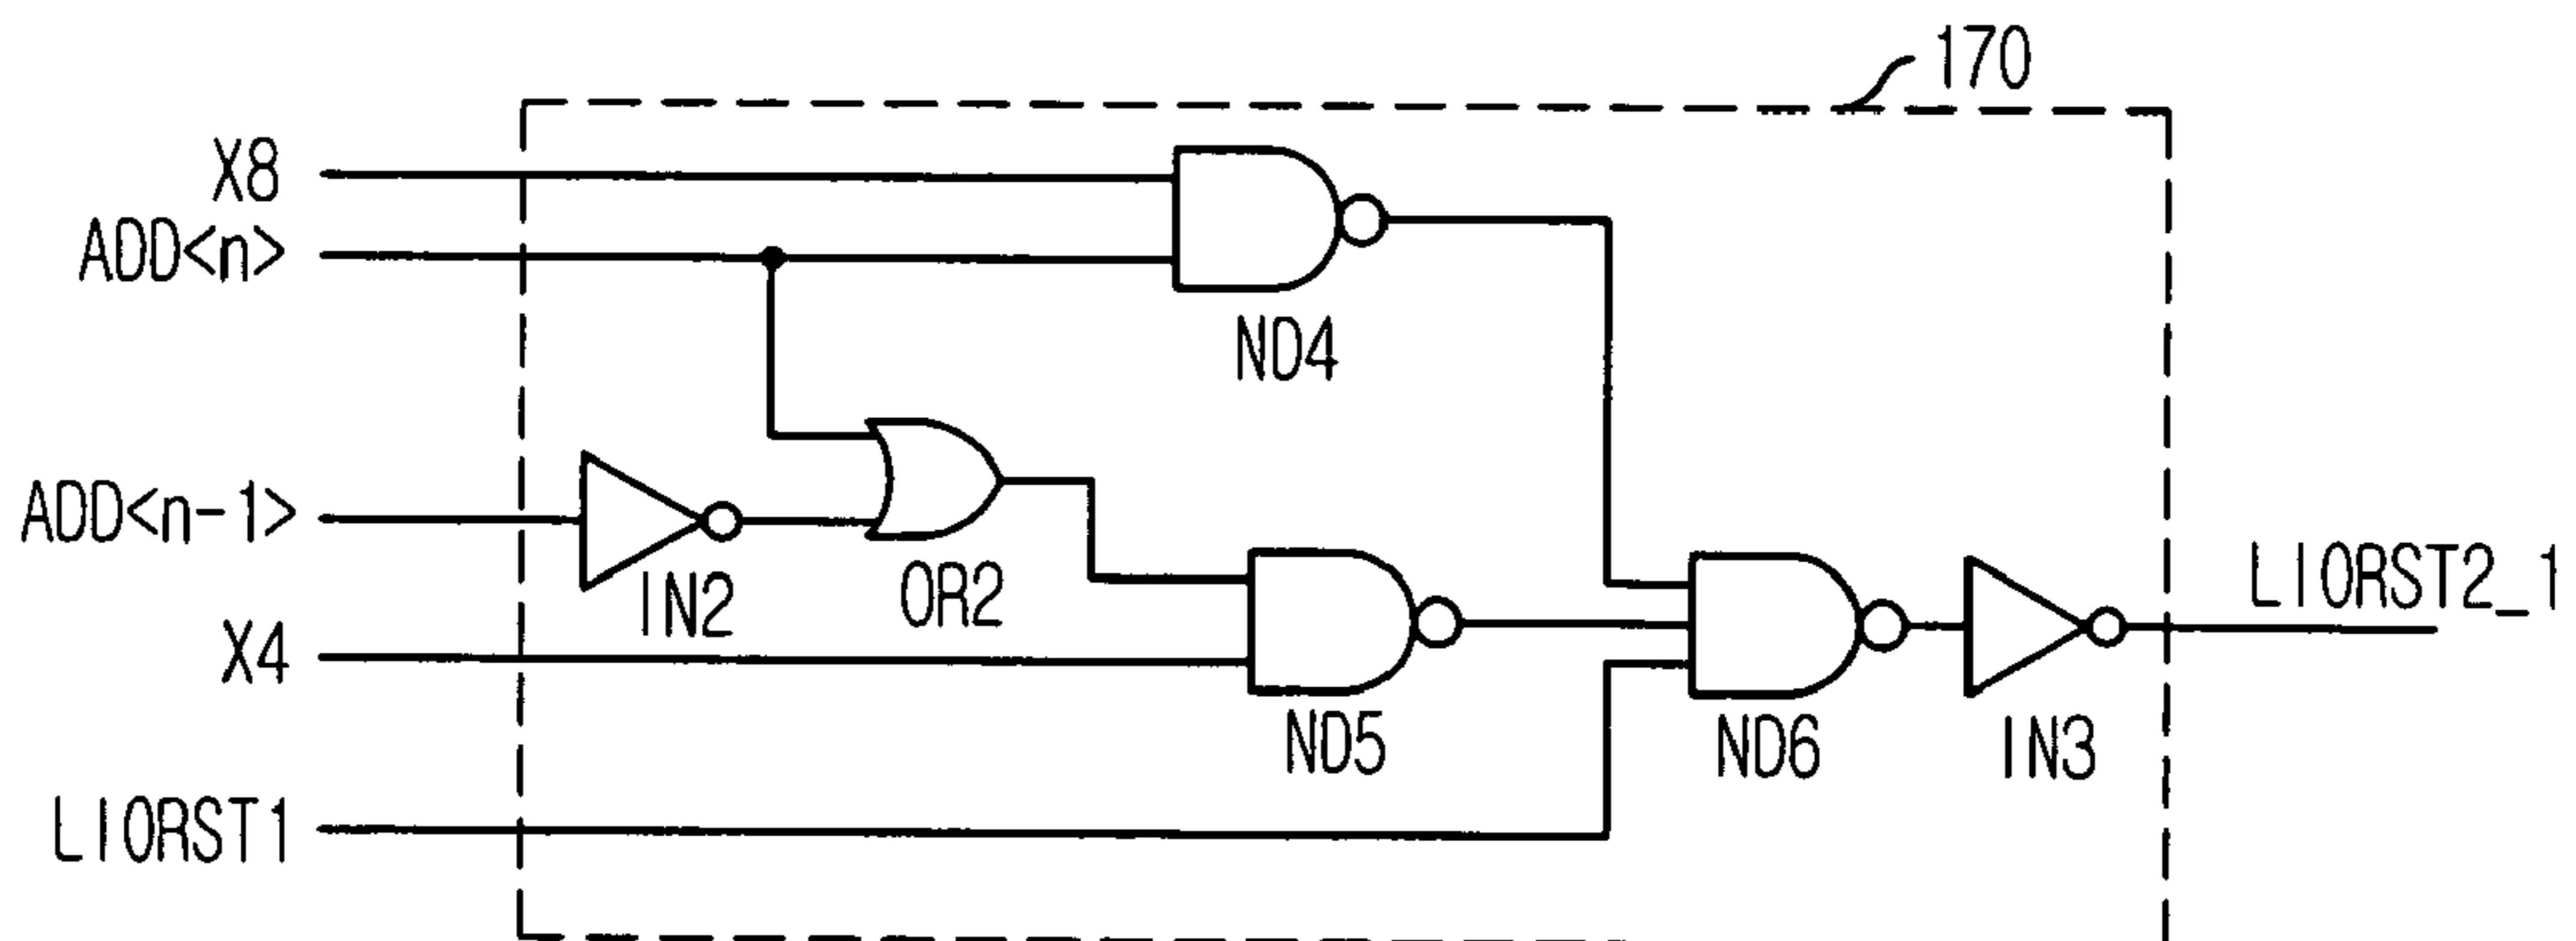 170
X8
ADD<n>
ND4
ADD<n-1>
IN2
OR2
X4
ND5
ND6
IN3
LIORST2_1
LIORST1